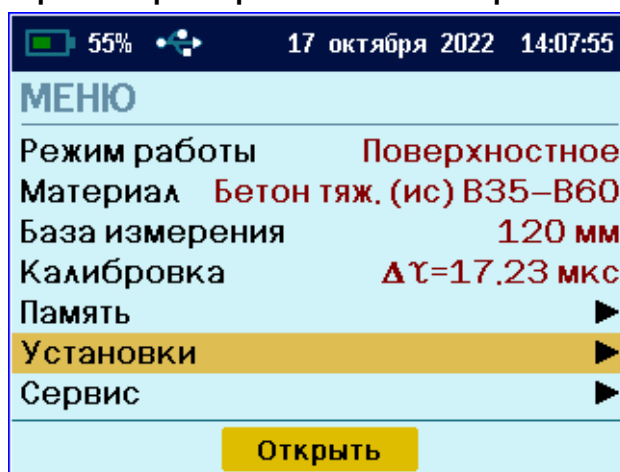 55% 17 октября 2022 14:07:55
МЕНЮ
Режим работы Поверхностное
Материал Бетон тяж. (ис) В35–В60
База измерения 120 мм
Калибровка Δτ=17,23 мкс
Память
Установки
Сервис
Открыть